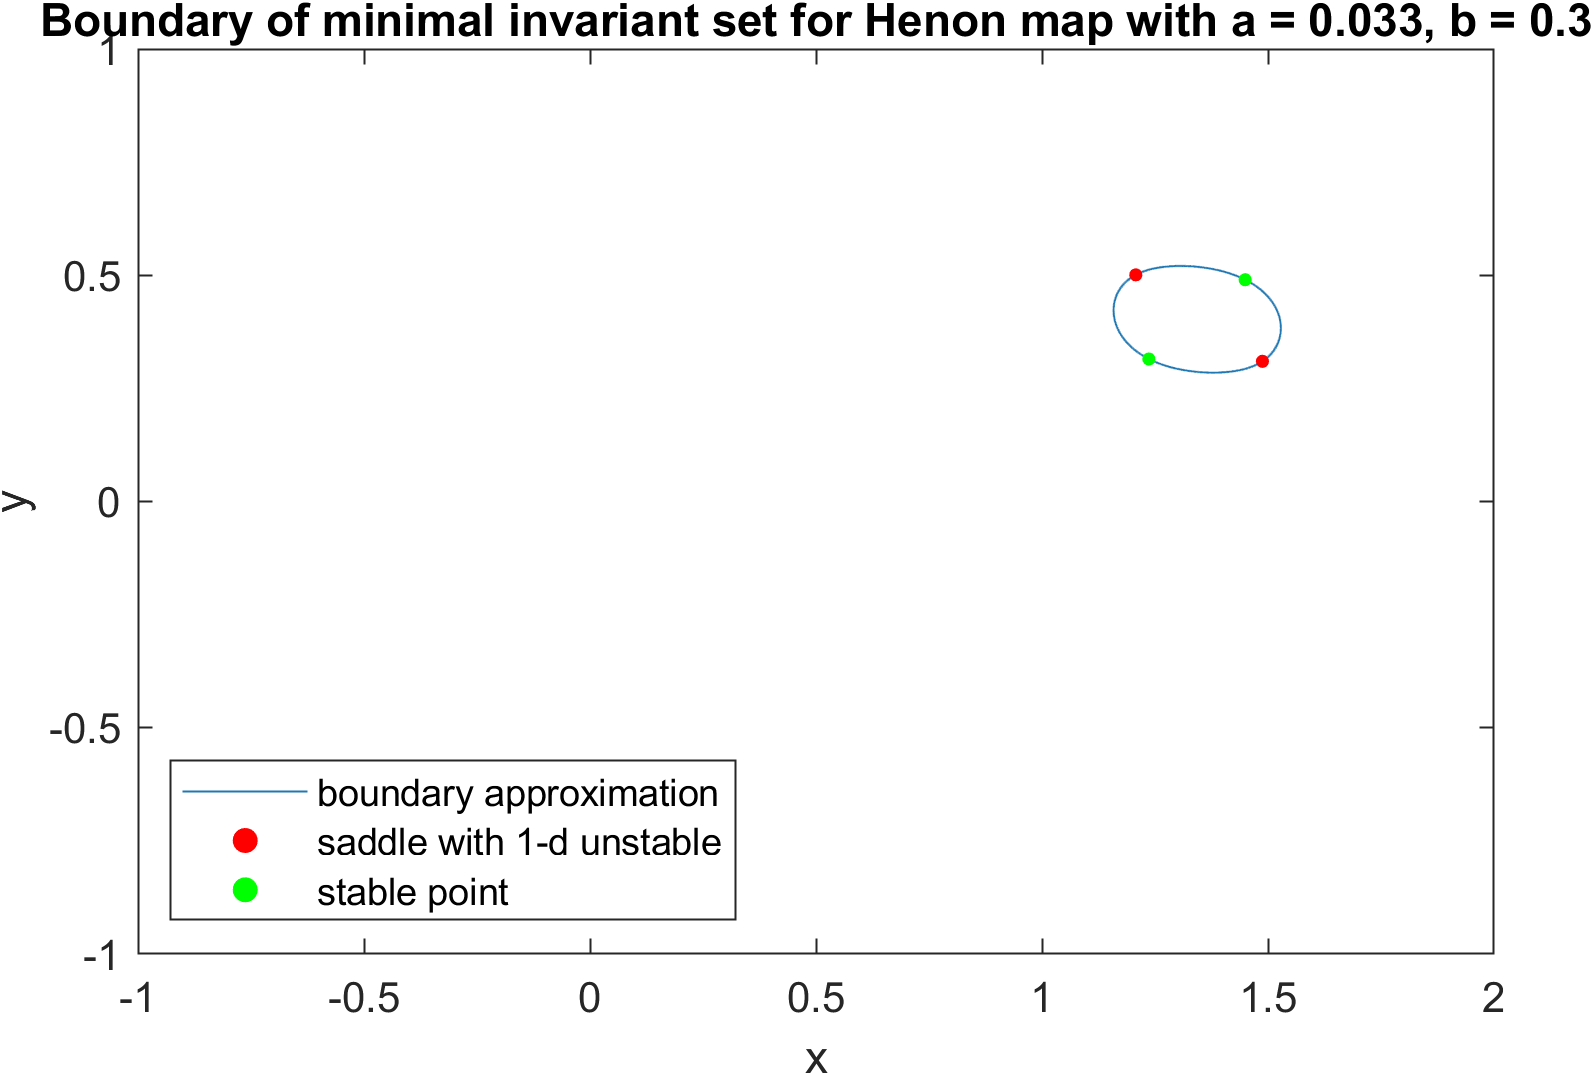 Boundary of minimal invariant set for Henon map with a = 0.033, b = 0.3
1
0.5
0
-0.5
-1
y
boundary approximation
saddle with 1-d unstable
stable point
-1 -0.5 0 0.5 1 1.5 2
x